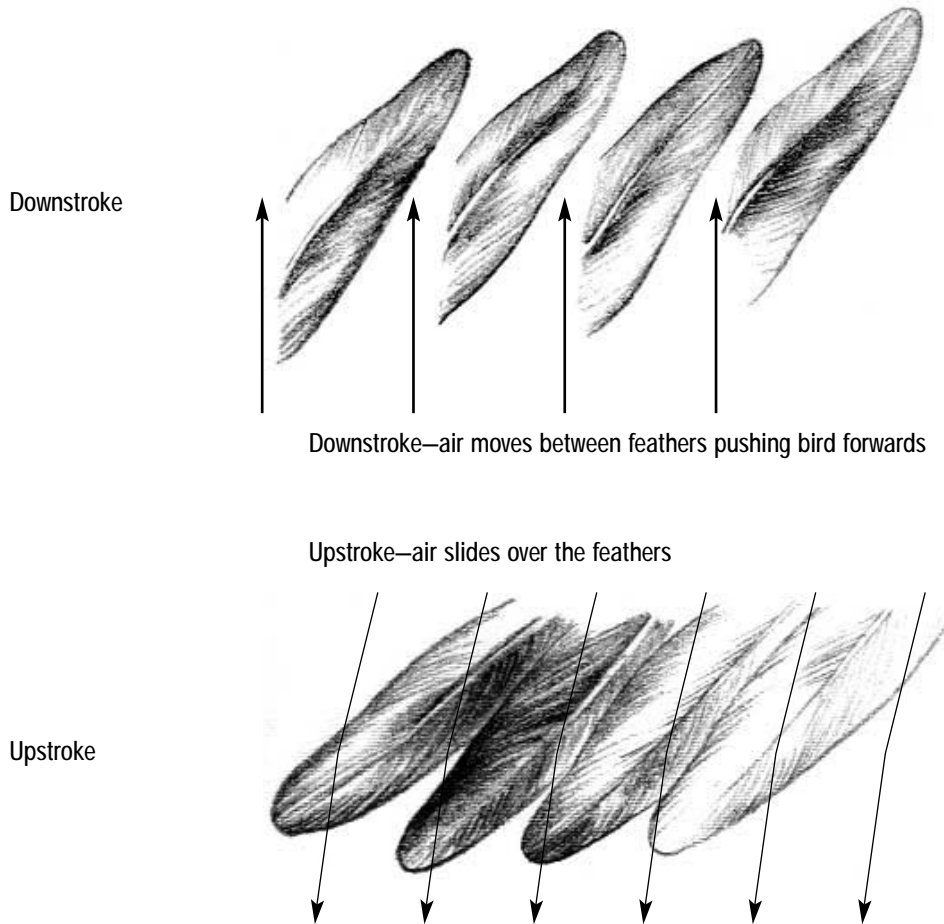 Downstroke
Downstroke—air moves between feathers pushing bird forwards
Upstroke—air slides over the feathers
Upstroke